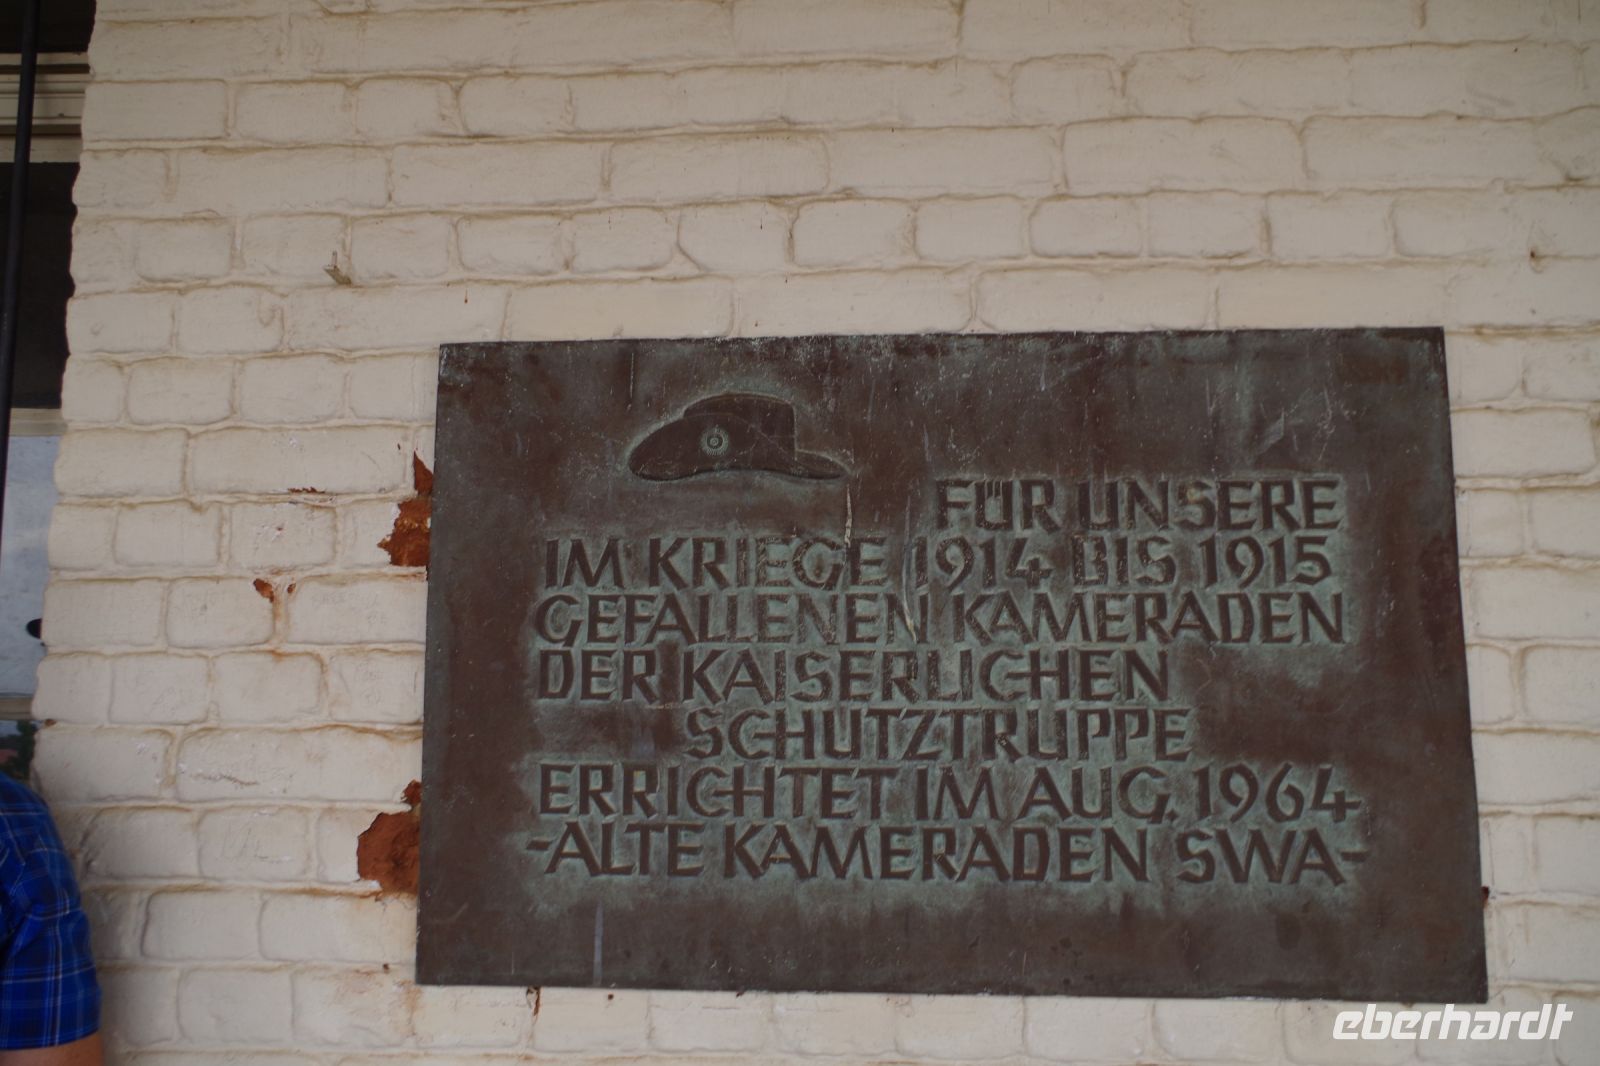 FÜR UNSERE
IM KRIEGE 1914 BIS 1915
GEFALLENEN KAMERADEN
DER KAISERLICHEN
SCHUTZTRUPPE
ERRICHTET IM AUG. 1964
-ALTE KAMERADEN SWA-
eberhardt